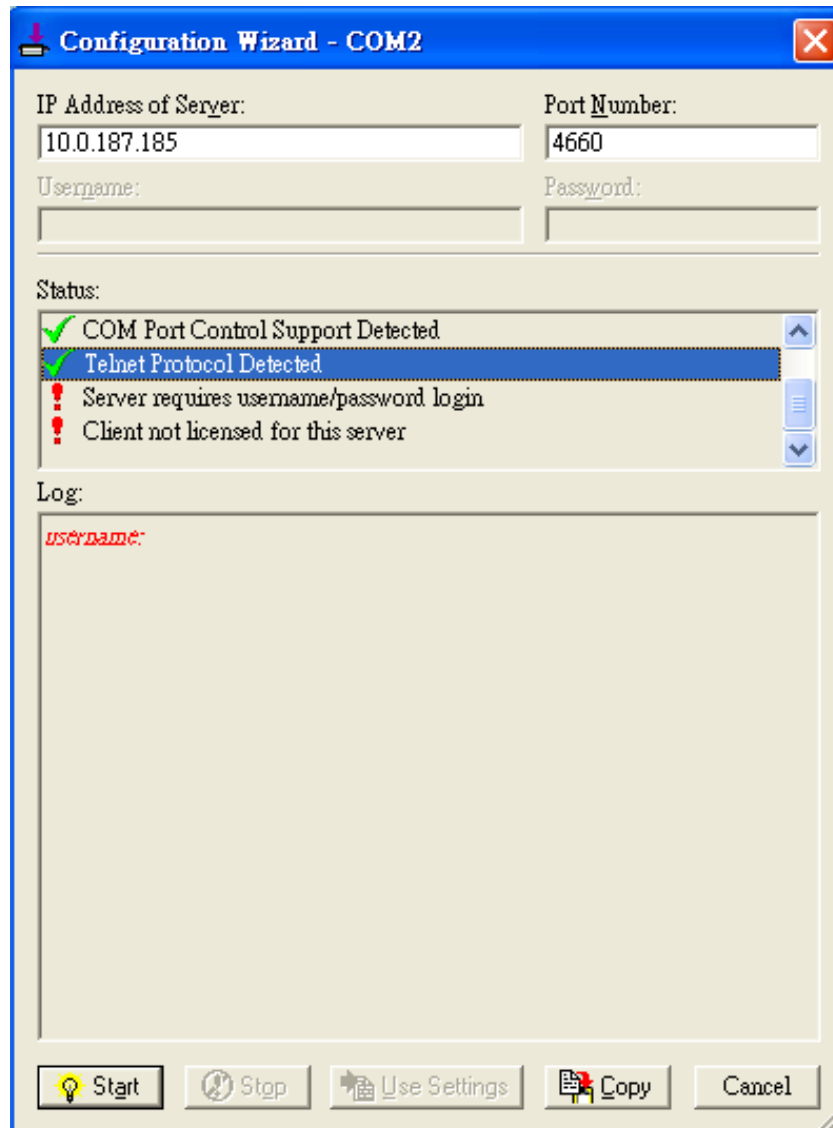 Configuration Wizard - COM2
IP Address of Server: Port Number:
10.0.187.185 4660
Username: Password:
Status:
COM Port Control Support Detected
Telnet Protocol Detected
Server requires username/password login
Client not licensed for this server
Log:
username:
Start Stop Use Settings Copy Cancel